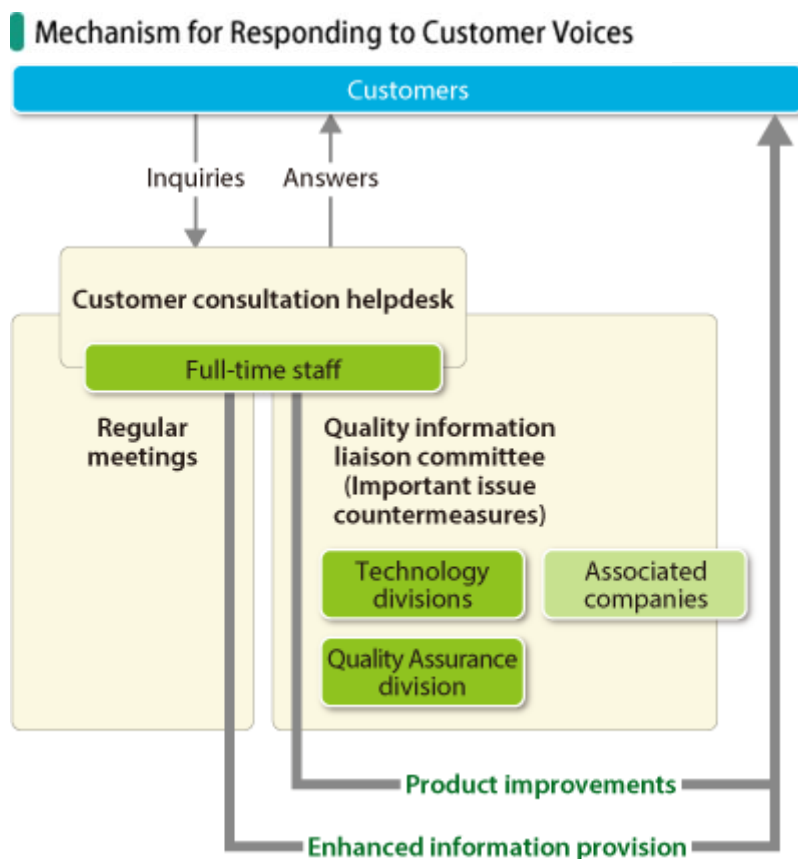 Mechanism for Responding to Customer Voices
Customers
Inquiries
Answers
Customer consultation helpdesk
Full-time staff
Regular
meetings
Quality information
liaison committee
(Important issue
countermeasures)
Technology
divisions
Associated
companies
Quality Assurance
division
Product improvements
Enhanced information provision